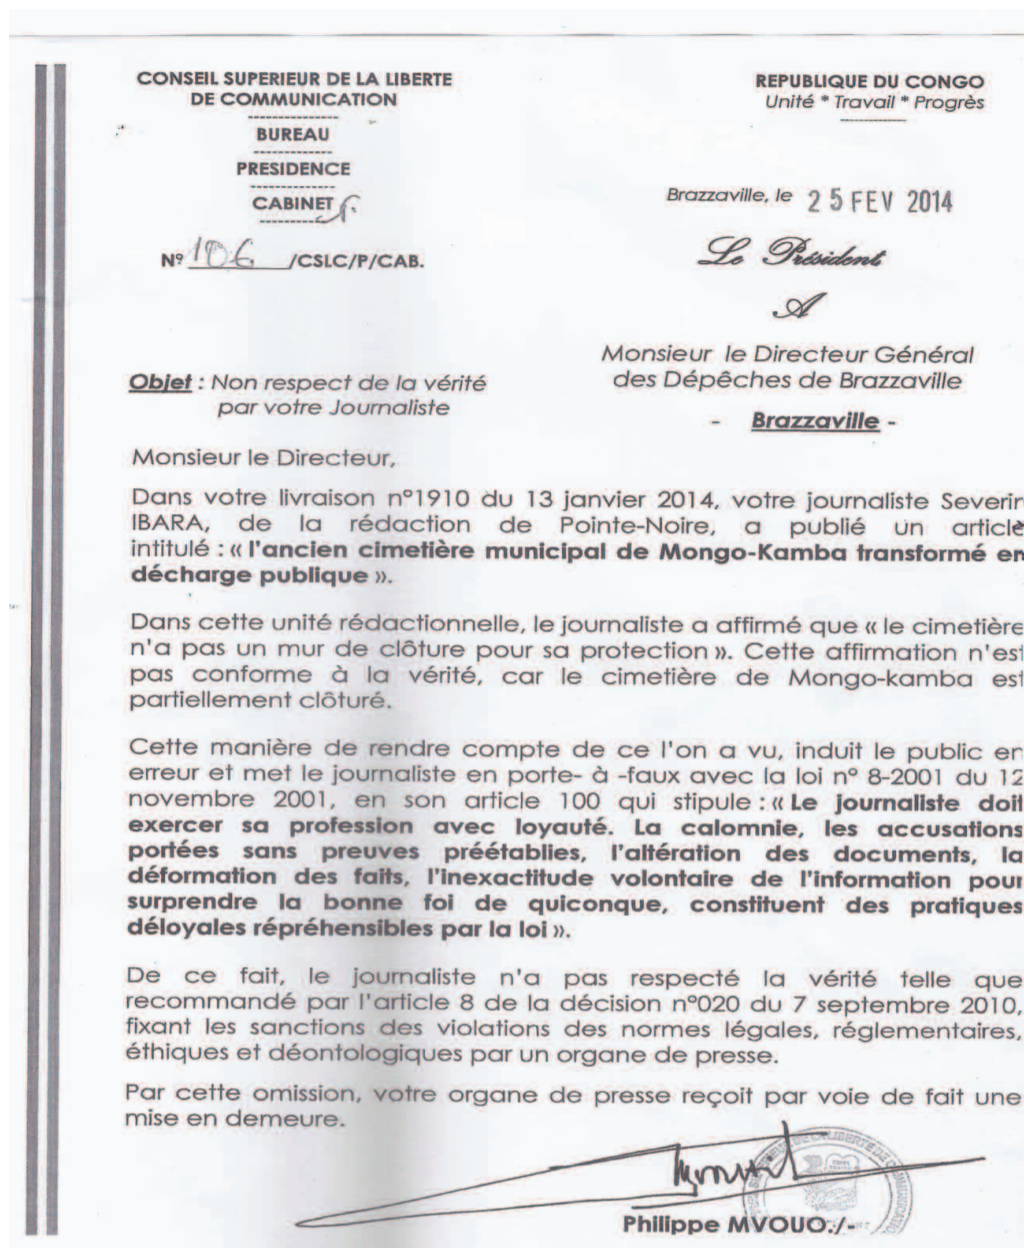 CONSEIL SUPERIEUR DE LA LIBERTE
DE COMMUNICATION
BUREAU
PRESIDENCE
CABINET
Nº 106 /CSLC/P/CAB.
REPUBLIQUE DU CONGO
Unité * Travail * Progrès
Brazzaville, le 25 FEV 2014
Le Président
A
Monsieur le Directeur Général
des Dépêches de Brazzaville
- Brazzaville -
Objet : Non respect de la vérité
par votre Journaliste
Monsieur le Directeur,
Dans votre livraison n°1910 du 13 janvier 2014, votre journaliste Severin
IBARA, de la rédaction de Pointe-Noire, a publié un article
intitulé : « l'ancien cimetière municipal de Mongo-Kamba transformé en
décharge publique ».
Dans cette unité rédactionnelle, le journaliste a affirmé que « le cimetière
n'a pas un mur de clôture pour sa protection ». Cette affirmation n'est
pas conforme à la vérité, car le cimetière de Mongo-kamba est
partiellement clôturé.
Cette manière de rendre compte de ce l'on a vu, induit le public en
erreur et met le journaliste en porte- à -faux avec la loi n° 8-2001 du 12
novembre 2001, en son article 100 qui stipule : « Le journaliste doit
exercer sa profession avec loyauté. La calomnie, les accusations
portées sans preuves préétablies, l'altération des documents, la
déformation des faits, l'inexactitude volontaire de l'information pour
surprendre la bonne foi de quiconque, constituent des pratiques
déloyales répréhensibles par la loi ».
De ce fait, le journaliste n'a pas respecté la vérité telle que
recommandé par l'article 8 de la décision n°020 du 7 septembre 2010,
fixant les sanctions des violations des normes légales, réglementaires,
éthiques et déontologiques par un organe de presse.
Par cette omission, votre organe de presse reçoit par voie de fait une
mise en demeure.
Philippe MVOUO./-